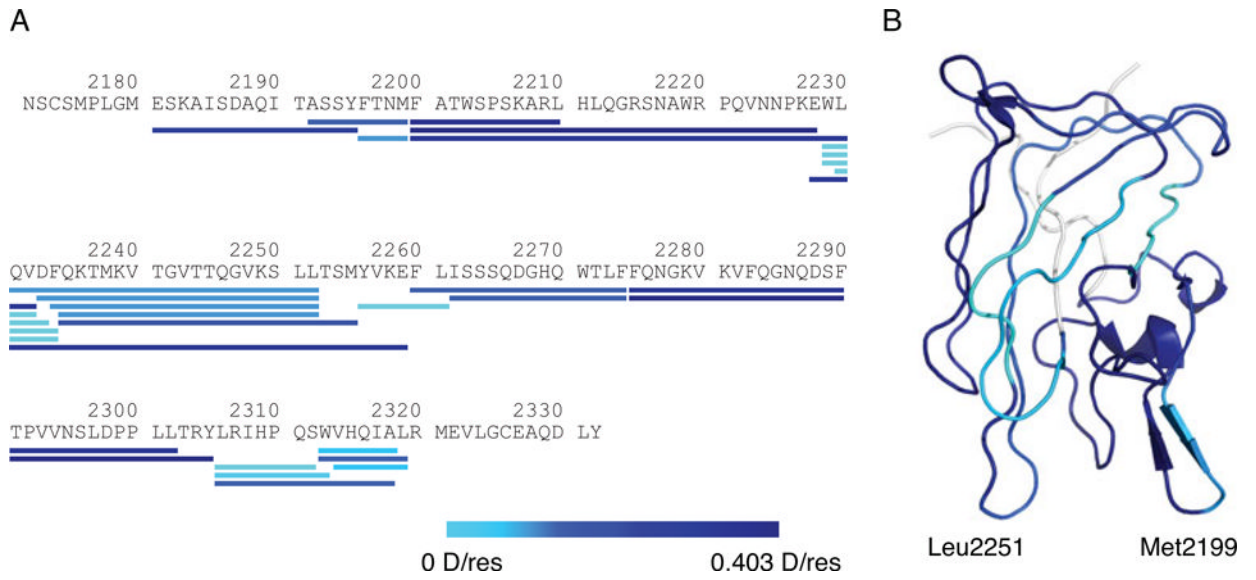 A
B
2180 2190 2200 2210 2220 2230
NSCSMPLGM ESKAISDAQI TASSYFTNMF ATWSPSKARL HLQGRSNAWR PQVNNPKEWL
2240 2250 2260 2270 2280 2290
QVDFQKTMKV TGVTTQGVKS LLTSMYVKEF LISSSQDGHQ WTLFFQNGKV KVFQGNQDSF
2300 2310 2320 2330
TPVVNSLDPP LLTRYLRIHP QSWVHQIALR MEVLGCEAQD LY
0 D/res 0.403 D/res
Leu2251 Met2199